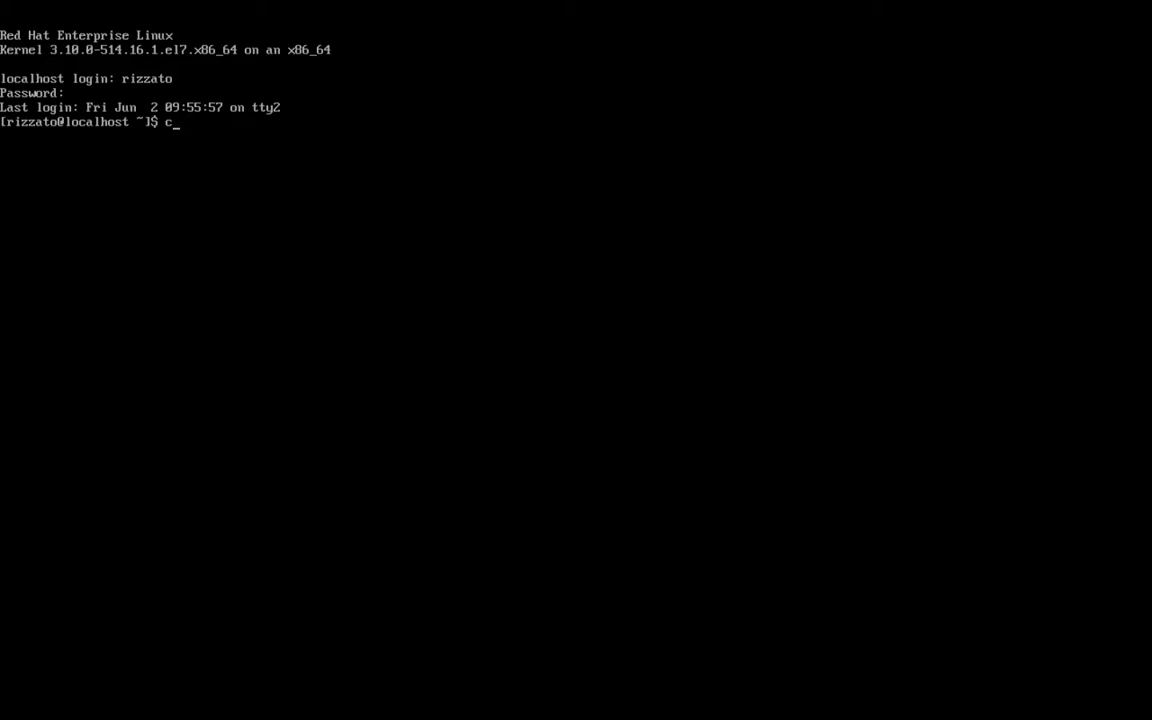 Red Hat Enterprise Linux
Kernel 3.10.0-514.16.1.el7.x86_64 on an x86_64
localhost login: rizzato
Password:
Last login: Fri Jun  2 09:55:57 on tty2
[rizzato@localhost ~]$ c_